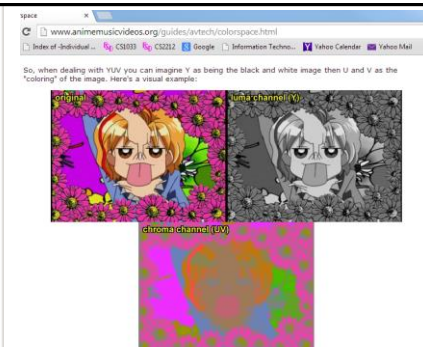 space
www.animemusicvideos.org/guides/avtech/colorspace.html
Index of -Individual ... CS1033 CS2212 Google Information Techno... Yahoo Calendar Yahoo Mail
So, when dealing with YUV you can imagine Y as being the black and white image then U and V as the
"coloring" of the image. Here's a visual example:
original luma channel (Y)
chroma channel (UV)